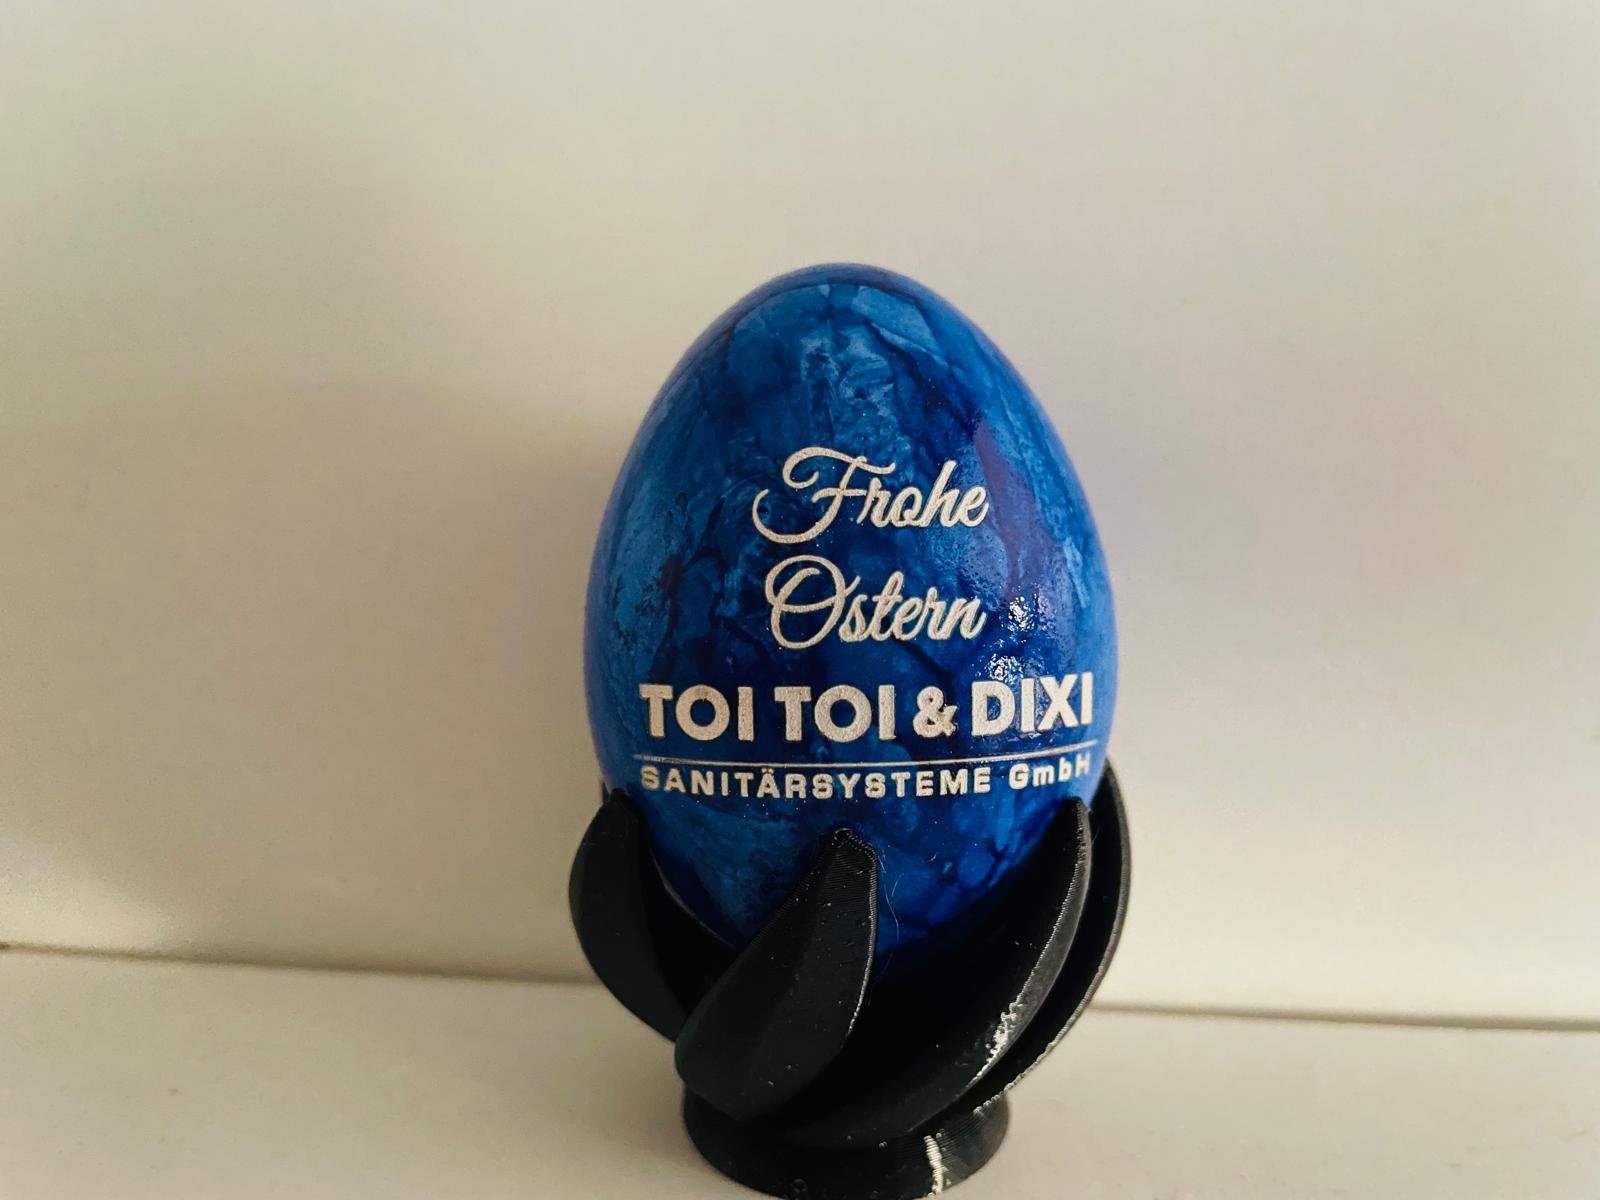 Frohe
Ostern
TOI TOI & DIXI
SANITÄRSYSTEME GmbH